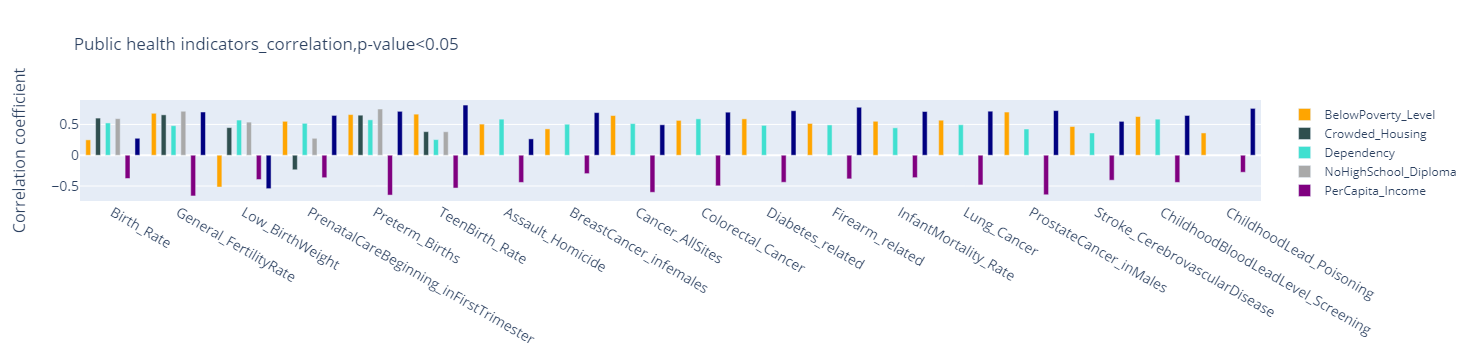 Public health indicators_correlation,p-value<0.05
Correlation coefficient
0.5
0
−0.5
Birth_Rate
General_FertilityRate
Low_BirthWeight
PrenatalCareBeginning_inFirstTrimester
Preterm_Births
TeenBirth_Rate
Assault_Homicide
BreastCancer_infemales
Cancer_AllSites
Colorectal_Cancer
Diabetes_related
Firearm_related
InfantMortality_Rate
Lung_Cancer
ProstateCancer_inMales
Stroke_CerebrovascularDisease
ChildhoodBloodLeadLevel_Screening
ChildhoodLead_Poisoning
BelowPoverty_Level
Crowded_Housing
Dependency
NoHighSchool_Diploma
PerCapita_Income